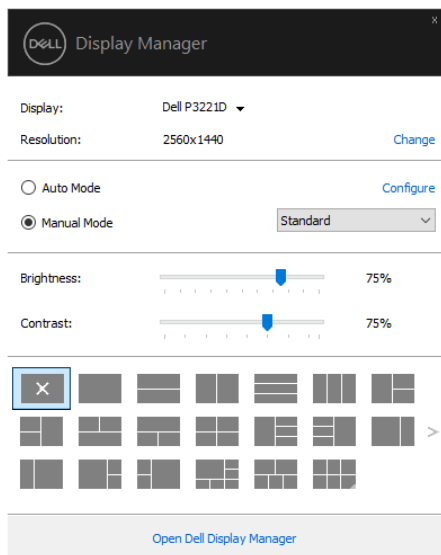 x
DELL Display Manager
Display: Dell P3221D
Resolution: 2560x1440 Change
Auto Mode Configure
Manual Mode Standard
Brightness: 75%
Contrast: 75%
Open Dell Display Manager